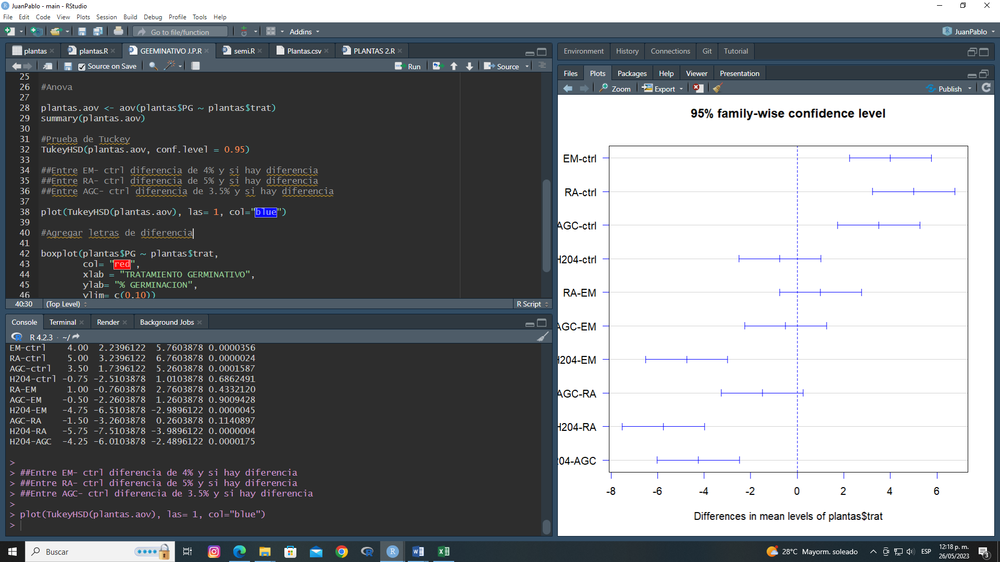 JuanPablo - main - RStudio
File Edit Code View Plots Session Build Debug Profile Tools Help
Go to file/function Addins JuanPablo
plantas plantas.R GEEMINATIVO J.P.R semi.R Plantas.csv PLANTAS 2.R
Source on Save Run Source
25
26 #Anova
27
28 plantas.aov <- aov(plantas$PG ~ plantas$trat)
29 summary(plantas.aov)
30
31 #Prueba de Tuckey
32 TukeyHSD(plantas.aov, conf.level = 0.95)
33
34 ##Entre EM- ctrl diferencia de 4% y si hay diferencia
35 ##Entre RA- ctrl diferencia de 5% y si hay diferencia
36 ##Entre AGC- ctrl diferencia de 3.5% y si hay diferencia
37
38 plot(TukeyHSD(plantas.aov), las= 1, col="blue")
39
40 #Agregar letras de diferencia
41
42 boxplot(plantas$PG ~ plantas$trat,
43 col= "red",
44 xlab = "TRATAMIENTO GERMINATIVO",
45 ylab= "% GERMINACION",
46 ylim= c(0,10))
40:30 (Top Level) R Script
Console Terminal Render Background Jobs
R 4.2.3 · ~/
EM-ctrl 4.00 2.2396122 5.7603878 0.0000356
RA-ctrl 5.00 3.2396122 6.7603878 0.0000024
AGC-ctrl 3.50 1.7396122 5.2603878 0.0001587
H204-ctrl -0.75 -2.5103878 1.0103878 0.6862491
RA-EM 1.00 -0.7603878 2.7603878 0.4332120
AGC-EM -0.50 -2.2603878 1.2603878 0.9009428
H204-EM -4.75 -6.5103878 -2.9896122 0.0000045
AGC-RA -1.50 -3.2603878 0.2603878 0.1140897
H204-RA -5.75 -7.5103878 -3.9896122 0.0000004
H204-AGC -4.25 -6.0103878 -2.4896122 0.0000175
>
> ##Entre EM- ctrl diferencia de 4% y si hay diferencia
> ##Entre RA- ctrl diferencia de 5% y si hay diferencia
> ##Entre AGC- ctrl diferencia de 3.5% y si hay diferencia
>
> plot(TukeyHSD(plantas.aov), las= 1, col="blue")
>
Environment History Connections Git Tutorial
Files Plots Packages Help Viewer Presentation
Zoom Export Publish
95% family-wise confidence level
EM-ctrl
RA-ctrl
AGC-ctrl
H204-ctrl
RA-EM
AGC-EM
H204-EM
AGC-RA
H204-RA
204-AGC
-8 -6 -4 -2 0 2 4 6
Differences in mean levels of plantas$trat
Buscar
28°C Mayorm. soleado
ESP
12:18 p. m.
26/05/2023
3